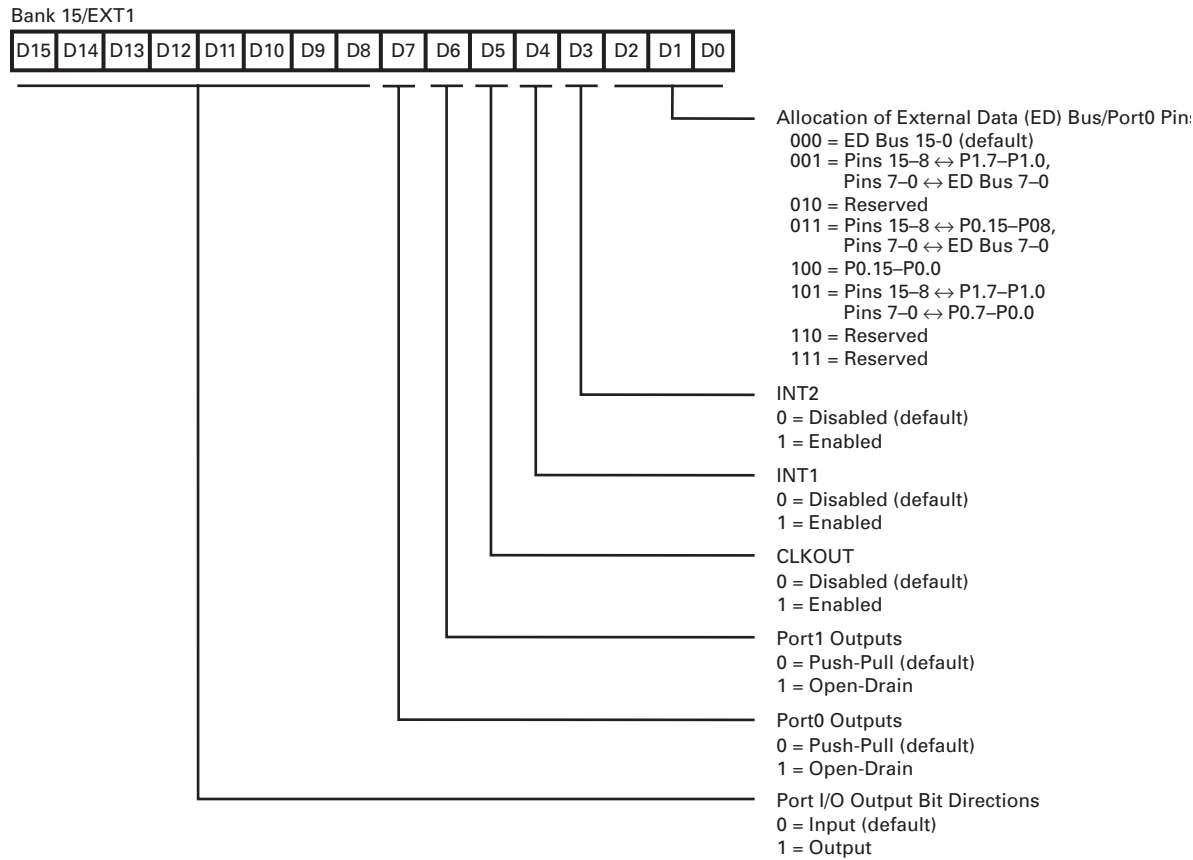 Bank 15/EXT1
D15 D14 D13 D12 D11 D10 D9 D8 D7 D6 D5 D4 D3 D2 D1 D0
Allocation of External Data (ED) Bus/Port0 Pins
000 = ED Bus 15-0 (default)
001 = Pins 15–8 ↔ P1.7–P1.0,
Pins 7–0 ↔ ED Bus 7–0
010 = Reserved
011 = Pins 15–8 ↔ P0.15–P08,
Pins 7–0 ↔ ED Bus 7–0
100 = P0.15–P0.0
101 = Pins 15–8 ↔ P1.7–P1.0
Pins 7–0 ↔ P0.7–P0.0
110 = Reserved
111 = Reserved
INT2
0 = Disabled (default)
1 = Enabled
INT1
0 = Disabled (default)
1 = Enabled
CLKOUT
0 = Disabled (default)
1 = Enabled
Port1 Outputs
0 = Push-Pull (default)
1 = Open-Drain
Port0 Outputs
0 = Push-Pull (default)
1 = Open-Drain
Port I/O Output Bit Directions
0 = Input (default)
1 = Output